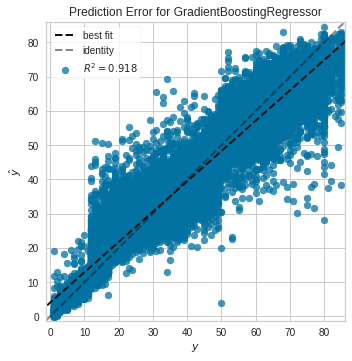 Prediction Error for GradientBoostingRegressor
best fit
identity
R² = 0.918
ŷ
80
70
60
50
40
30
20
10
0
0 10 20 30 40 50 60 70 80
y